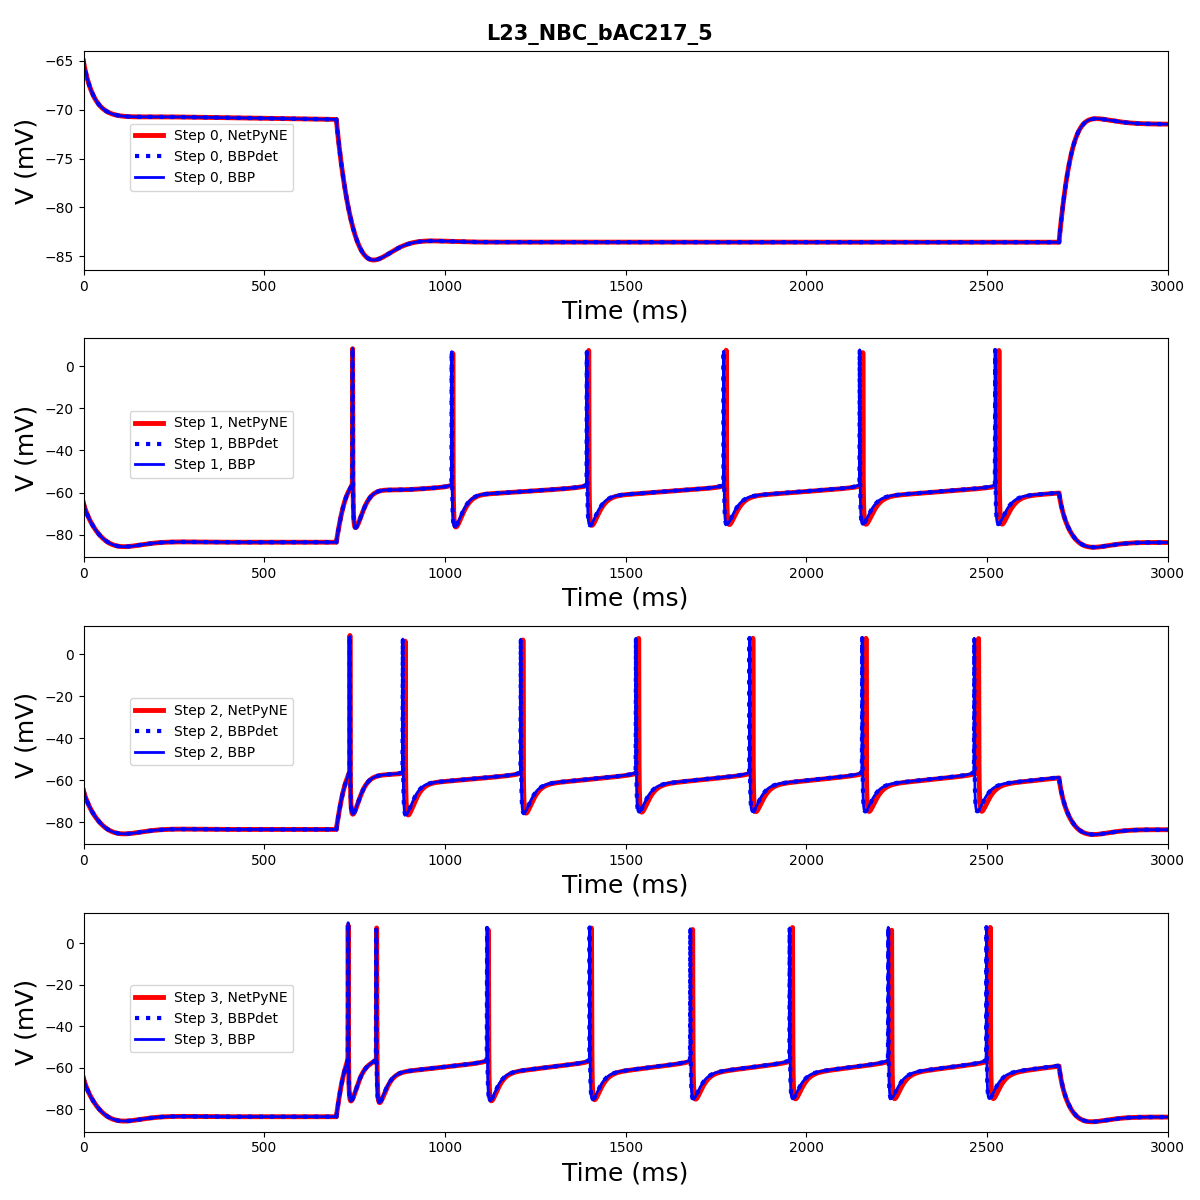 L23_NBC_bAC217_5
−65
−70
−75
−80
−85
V (mV)
Step 0, NetPyNE
Step 0, BBPdet
Step 0, BBP
0 500 1000 1500 2000 2500 3000
Time (ms)
0
−20
−40
−60
−80
V (mV)
Step 1, NetPyNE
Step 1, BBPdet
Step 1, BBP
0 500 1000 1500 2000 2500 3000
Time (ms)
0
−20
−40
−60
−80
V (mV)
Step 2, NetPyNE
Step 2, BBPdet
Step 2, BBP
0 500 1000 1500 2000 2500 3000
Time (ms)
0
−20
−40
−60
−80
V (mV)
Step 3, NetPyNE
Step 3, BBPdet
Step 3, BBP
0 500 1000 1500 2000 2500 3000
Time (ms)